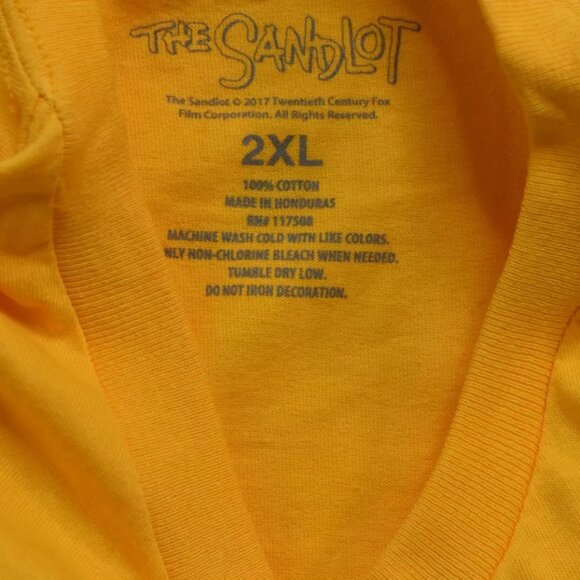 THE SANDLOT
The Sandlot © 2017 Twentieth Century Fox
Film Corporation. All Rights Reserved.
2XL
100% COTTON
MADE IN HONDURAS
RN# 117508
MACHINE WASH COLD WITH LIKE COLORS.
ONLY NON-CHLORINE BLEACH WHEN NEEDED.
TUMBLE DRY LOW.
DO NOT IRON DECORATION.